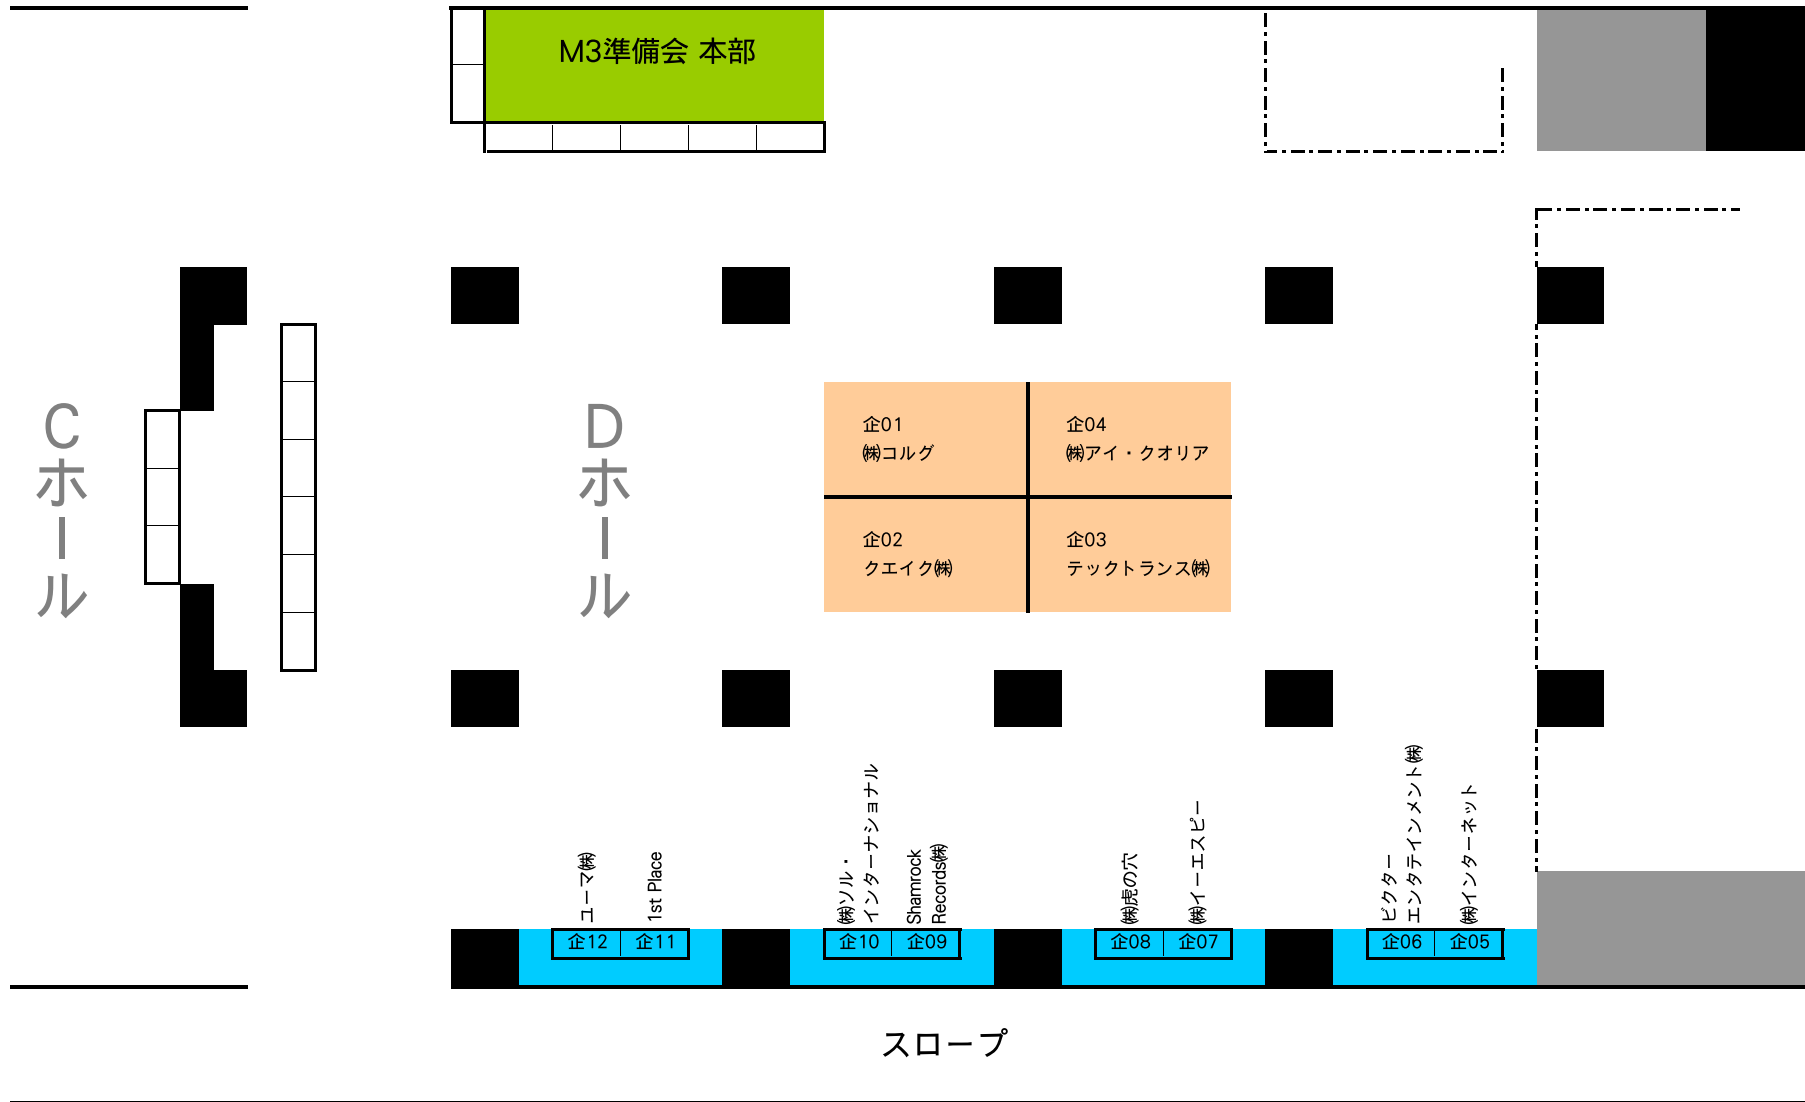 M3準備会 本部
Cホール
Dホール
企01
㈱コルグ
企04
㈱アイ・クオリア
企02
クエイク㈱
企03
テックトランス㈱
ユーマ㈱
1st Place
㈱ソル・
インターナショナル
Shamrock
Records㈱
㈱虎の穴
㈱イーエスピー
ビクター
エンタテインメント㈱
㈱インターネット
企12
企11
企10
企09
企08
企07
企06
企05
スロープ